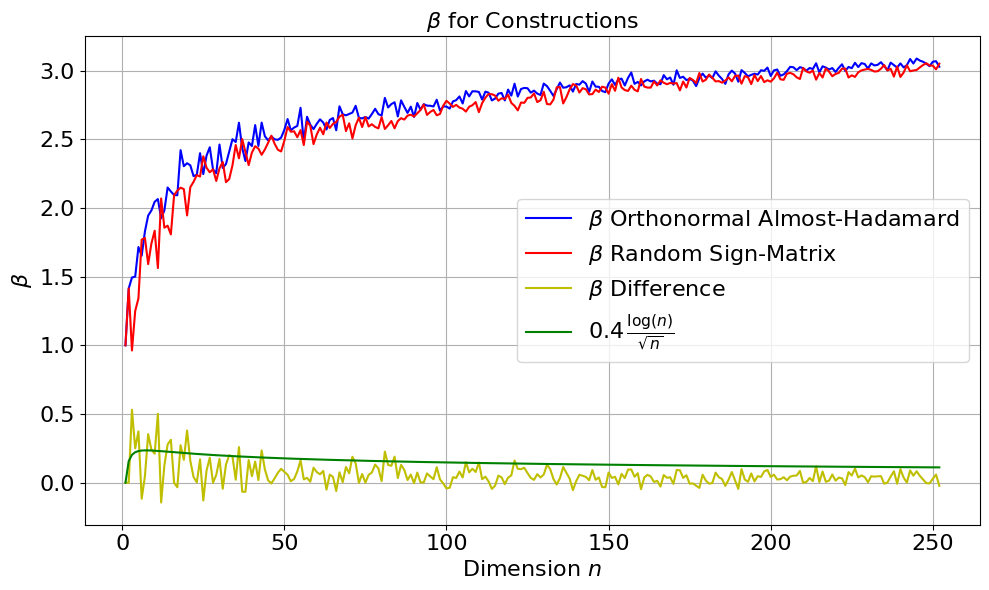 β for Constructions
β
3.0
2.5
2.0
1.5
1.0
0.5
0.0
β Orthonormal Almost-Hadamard
β Random Sign-Matrix
β Difference
0.4 log(n)/√n
0 50 100 150 200 250
Dimension n